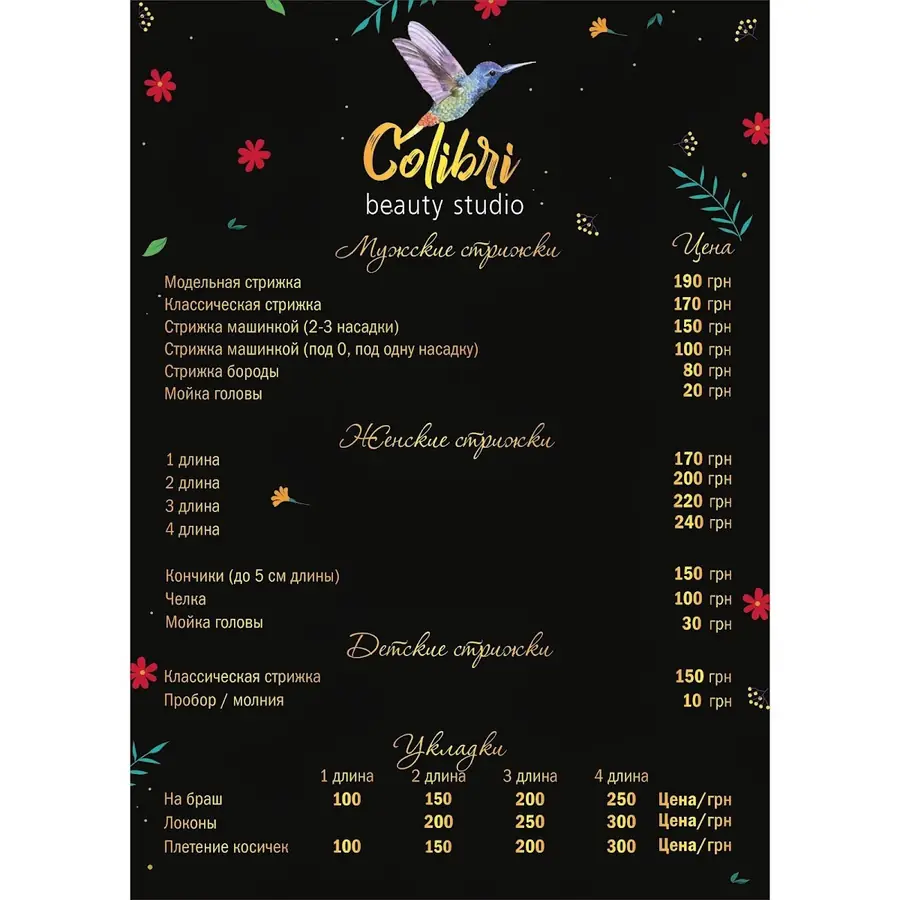 Colibri
beauty studio
Мужские стрижки Цена
Модельная стрижка 190 грн
Классическая стрижка 170 грн
Стрижка машинкой (2-3 насадки) 150 грн
Стрижка машинкой (под 0, под одну насадку) 100 грн
Стрижка бороды 80 грн
Мойка головы 20 грн
Женские стрижки
1 длина 170 грн
2 длина 200 грн
3 длина 220 грн
4 длина 240 грн
Кончики (до 5 см длины) 150 грн
Челка 100 грн
Мойка головы 30 грн
Детские стрижки
Классическая стрижка 150 грн
Пробор / молния 10 грн
Укладки
1 длина 2 длина 3 длина 4 длина
На браш 100 150 200 250 Цена/грн
Локоны 200 250 300 Цена/грн
Плетение косичек 100 150 200 300 Цена/грн